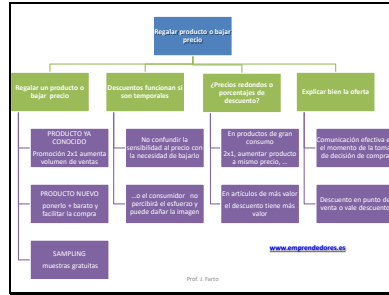 Regalar producto o bajar
precio
Regalar un producto o
bajar precio
Descuentos funcionan si
son temporales
¿Precios redondos o
porcentajes de
descuento?
Explicar bien la oferta
PRODUCTO YA
CONOCIDO
Promoción 2x1 aumenta
volumen de ventas
No confundir la
sensibilidad al precio con
la necesidad de bajarlo
En productos de gran
consumo
2x1, aumentar producto
a mismo precio, ...
Comunicación efectiva en
el momento de la toma
de decisión de compra
PRODUCTO NUEVO
ponerlo + barato y
facilitar la compra
...o el consumidor no
percibirá el esfuerzo y
puede dañar la imagen
En artículos de más valor
el descuento tiene más
valor
Descuento en punto de
venta o vale descuento
SAMPLING
muestras gratuitas
www.emprendedores.es
Prof. J. Farto